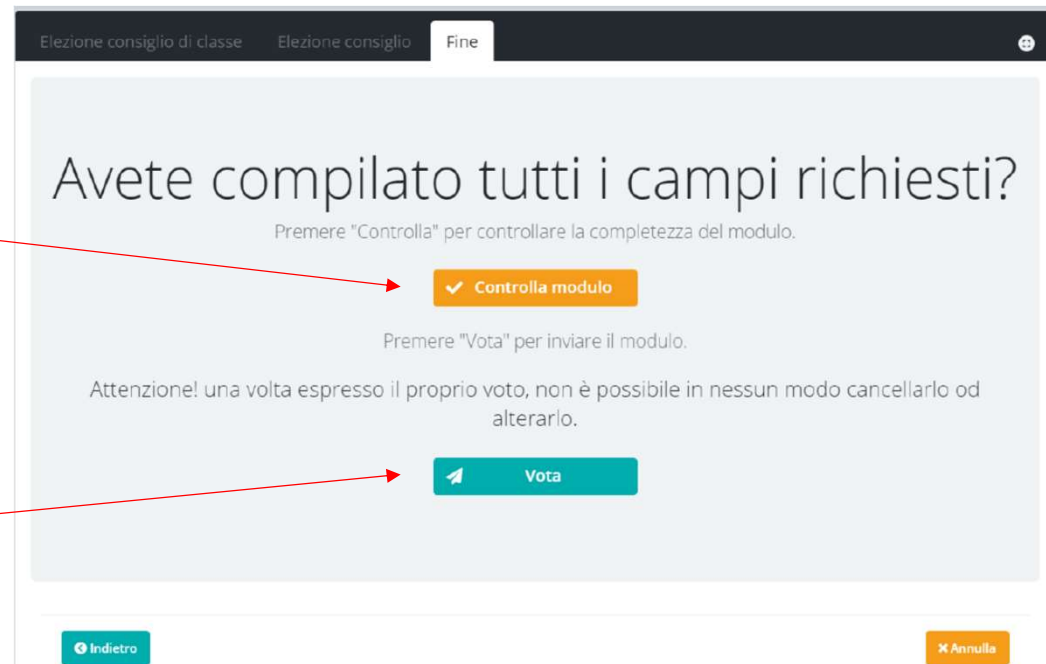 Elezione consiglio di classe Elezione consiglio Fine
Avete compilato tutti i campi richiesti?
Premere "Controlla" per controllare la completezza del modulo.
Controlla modulo
Premere "Vota" per inviare il modulo.
Attenzione! una volta espresso il proprio voto, non è possibile in nessun modo cancellarlo od
alterarlo.
Vota
Indietro Annulla